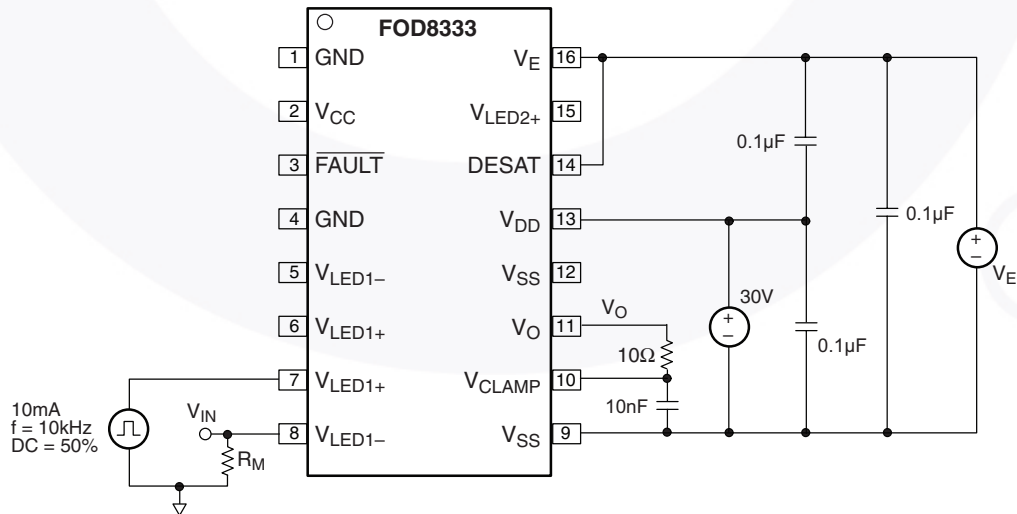 FOD8333
1 GND
2 VCC
3 FAULT
4 GND
5 VLED1–
6 VLED1+
7 VLED1+
8 VLED1–
VE 16
VLED2+ 15
DESAT 14
VDD 13
VSS 12
VO 11
VCLAMP 10
VSS 9
0.1µF
0.1µF
VE
30V
0.1µF
VO
10Ω
10nF
10mA
f = 10kHz
DC = 50%
VIN
RM